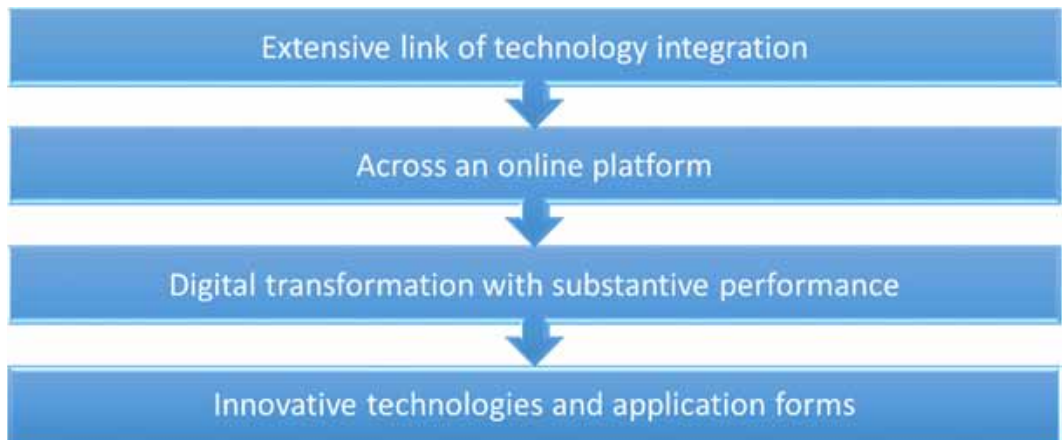 Extensive link of technology integration
Across an online platform
Digital transformation with substantive performance
Innovative technologies and application forms